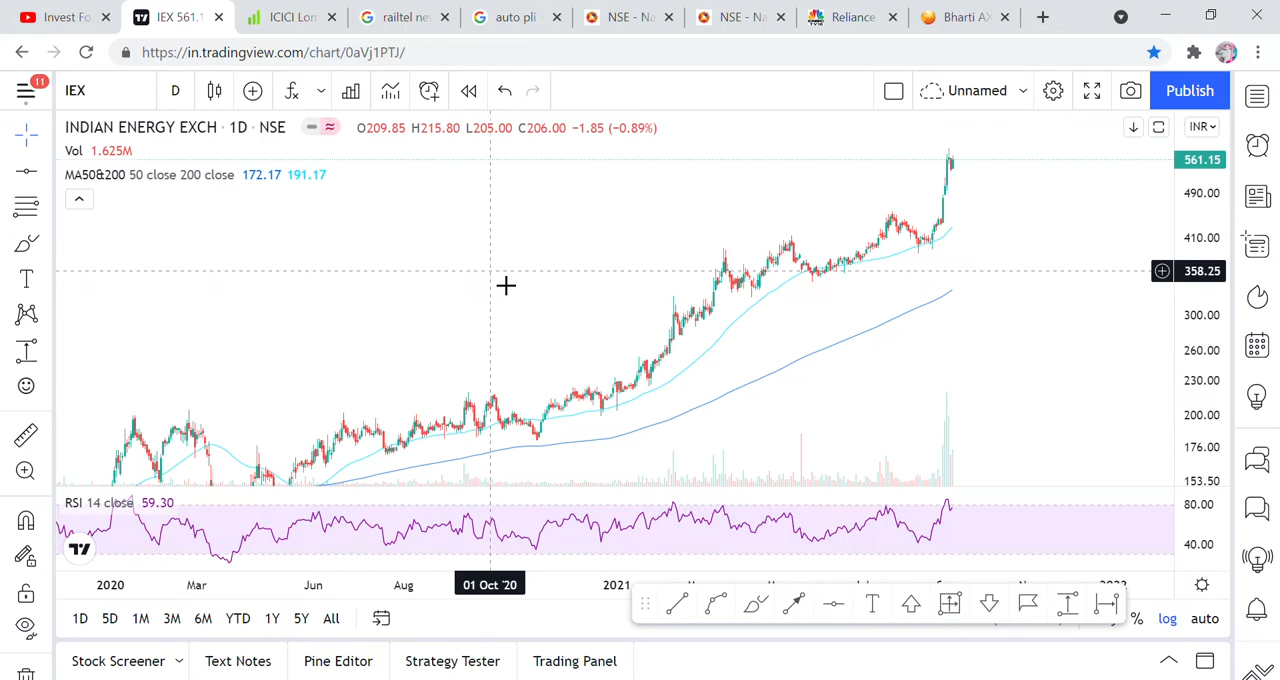 Invest Fo
IEX 561.1
ICICI Lom
railtel ne
auto pli -
NSE - Na
NSE - Na
Reliance
Bharti AX
https://in.tradingview.com/chart/0aVj1PTJ/
11
IEX
D
Unnamed
Publish
INDIAN ENERGY EXCH · 1D · NSE
O209.85 H215.80 L205.00 C206.00 −1.85 (−0.89%)
INR
Vol 1.625M
561.15
MA50&200 50 close 200 close 172.17 191.17
490.00
410.00
358.25
300.00
260.00
230.00
200.00
176.00
153.50
RSI 14 close 59.30
80.00
40.00
2020
Mar
Jun
Aug
01 Oct '20
2021
1D
5D
1M
3M
6M
YTD
1Y
5Y
All
%
log
auto
Stock Screener
Text Notes
Pine Editor
Strategy Tester
Trading Panel